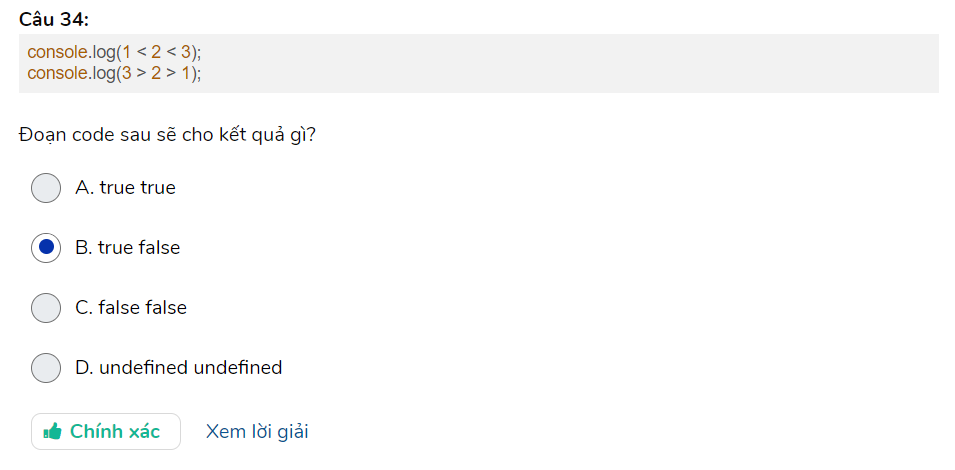 Câu 34:
console.log(1 < 2 < 3);
console.log(3 > 2 > 1);
Đoạn code sau sẽ cho kết quả gì?
A. true true
B. true false
C. false false
D. undefined undefined
Chính xác Xem lời giải